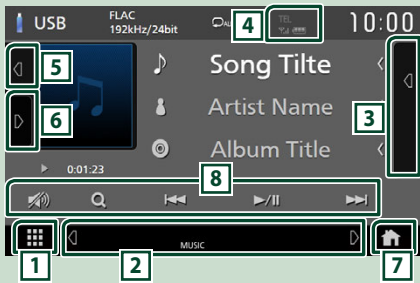 USB
FLAC
192kHz/24bit
ALL
4
TEL
10:00
5
Song Tilte
6
Artist Name
3
Album Title
0:01:23
8
MUSIC
1
2
7